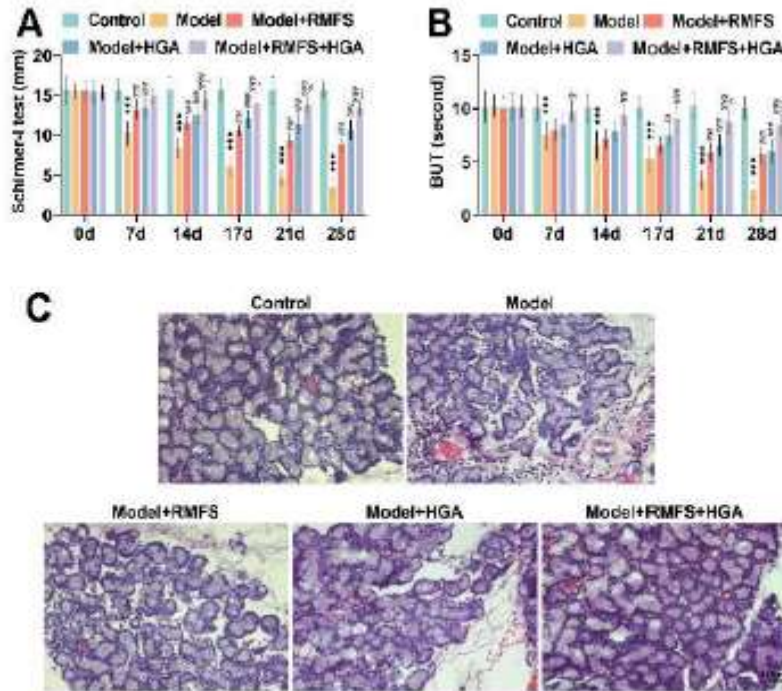 A
Control Model Model+RMFS
Model+HGA Model+RMFS+HGA
Schirmer-I test (mm)
20
15
10
5
0
0d 7d 14d 17d 21d 28d
B
Control Model Model+RMFS
Model+HGA Model+RMFS+HGA
BUT (second)
15
10
5
0
0d 7d 14d 17d 21d 28d
C
Control Model
Model+RMFS Model+HGA Model+RMFS+HGA